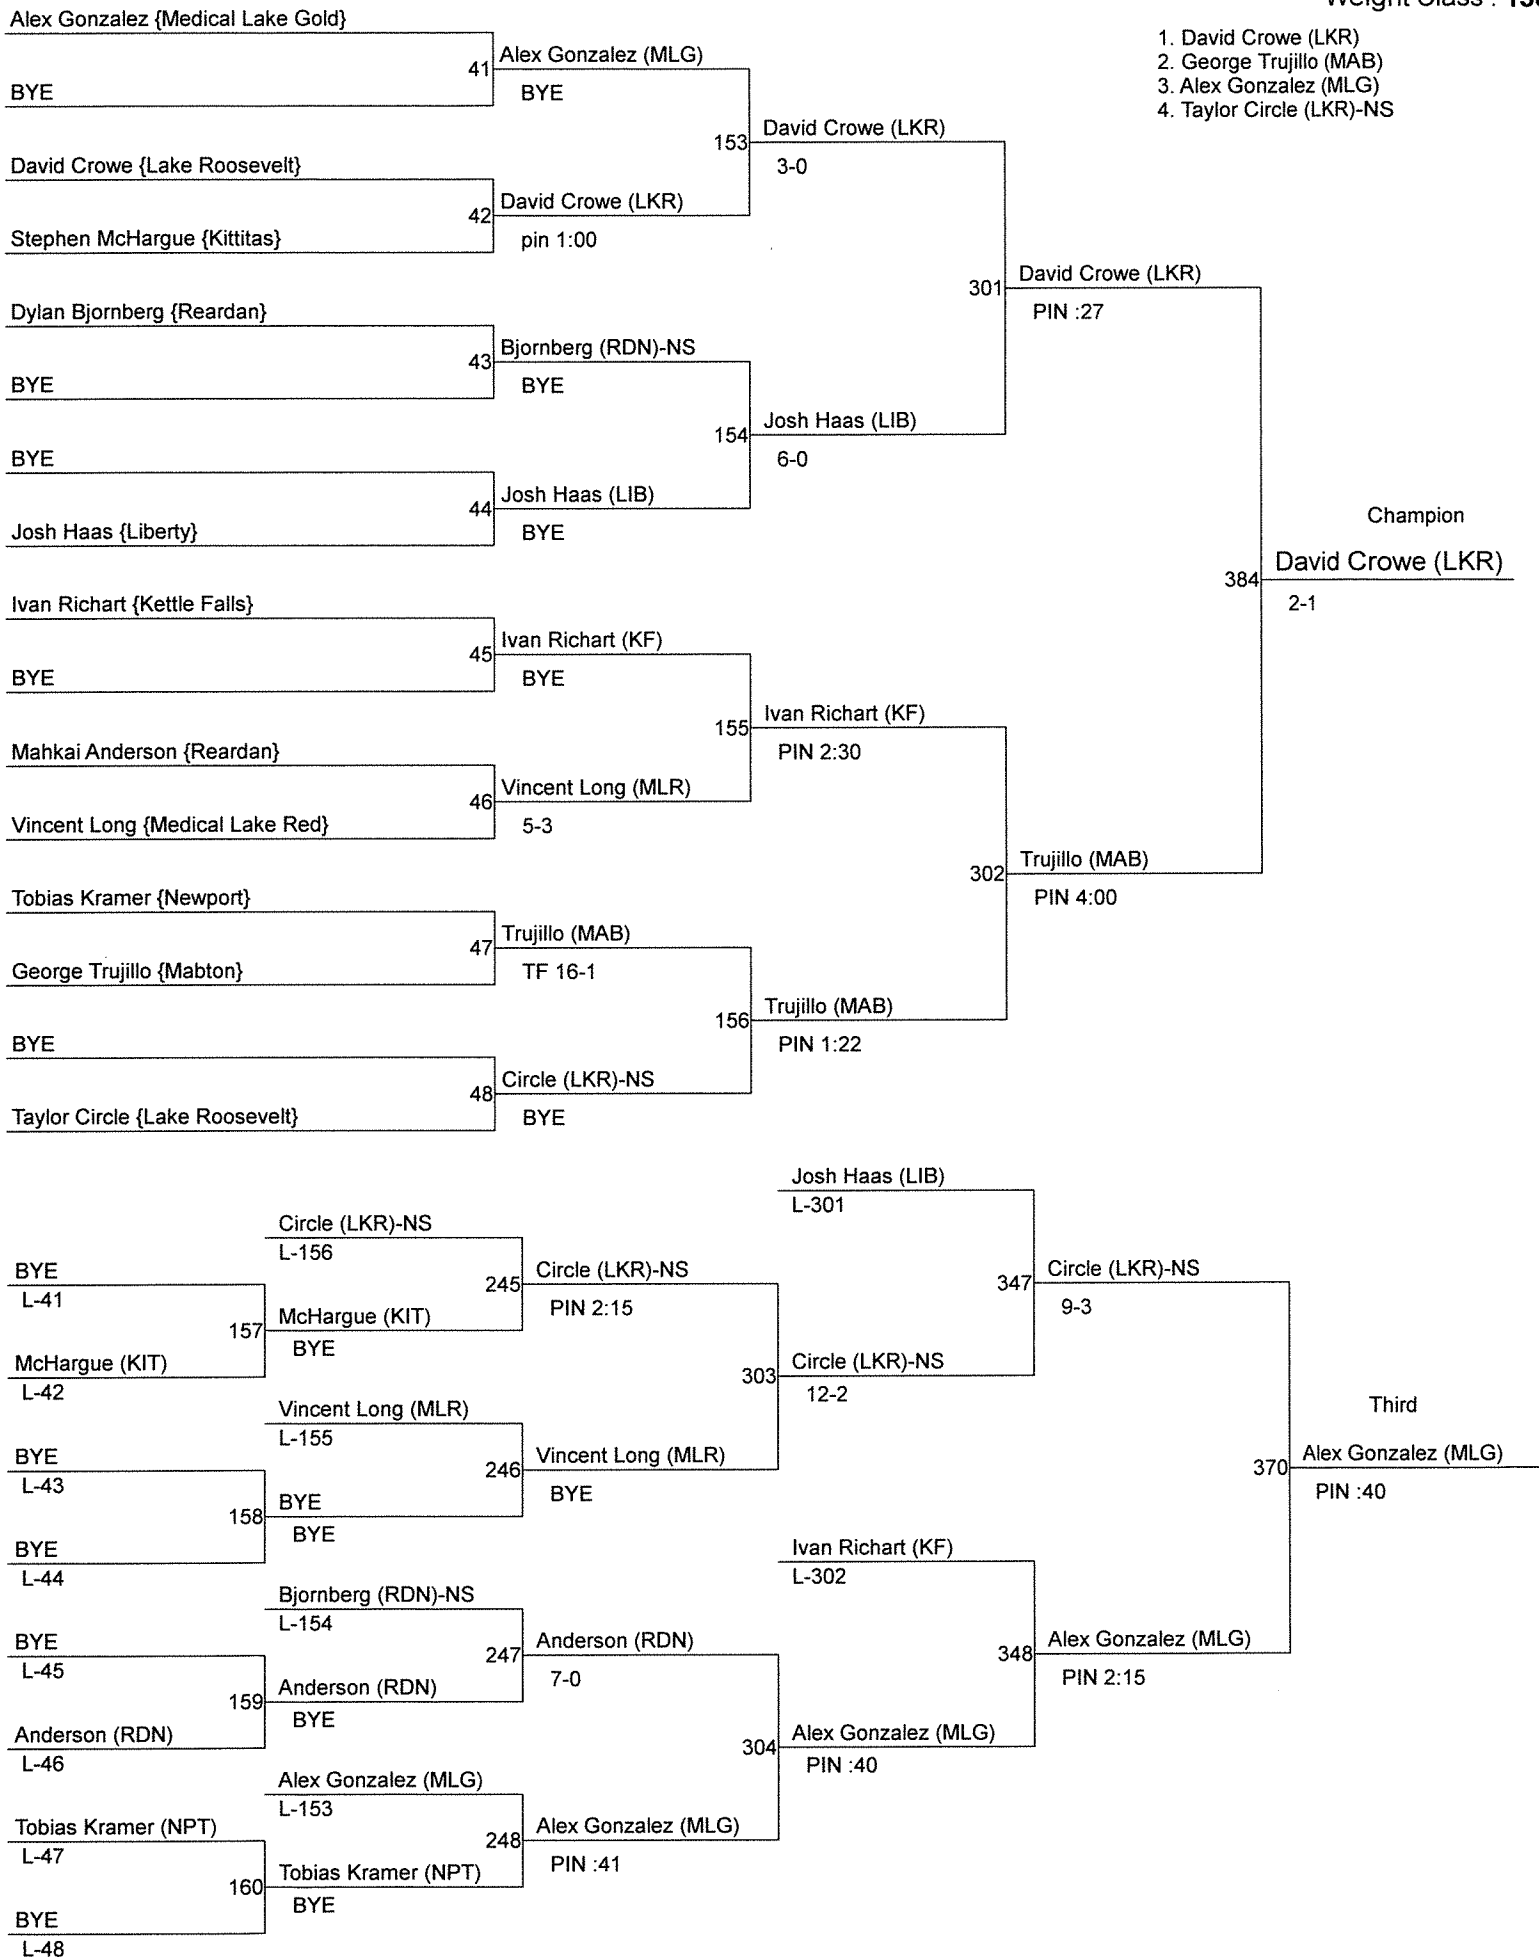 Weight Class :
1. David Crowe (LKR)
2. George Trujillo (MAB)
3. Alex Gonzalez (MLG)
4. Taylor Circle (LKR)-NS
Alex Gonzalez {Medical Lake Gold}
41
Alex Gonzalez (MLG)
BYE
BYE
153
David Crowe (LKR)
3-0
David Crowe {Lake Roosevelt}
42
David Crowe (LKR)
pin 1:00
Stephen McHargue {Kittitas}
301
David Crowe (LKR)
PIN :27
Dylan Bjornberg {Reardan}
43
Bjornberg (RDN)-NS
BYE
BYE
154
Josh Haas (LIB)
6-0
BYE
44
Josh Haas (LIB)
BYE
Josh Haas {Liberty}
Champion
384
David Crowe (LKR)
2-1
Ivan Richart {Kettle Falls}
45
Ivan Richart (KF)
BYE
BYE
155
Ivan Richart (KF)
PIN 2:30
Mahkai Anderson {Reardan}
46
Vincent Long (MLR)
5-3
Vincent Long {Medical Lake Red}
302
Trujillo (MAB)
PIN 4:00
Tobias Kramer {Newport}
47
Trujillo (MAB)
TF 16-1
George Trujillo {Mabton}
156
Trujillo (MAB)
PIN 1:22
BYE
48
Circle (LKR)-NS
BYE
Taylor Circle {Lake Roosevelt}
Josh Haas (LIB)
L-301
Circle (LKR)-NS
L-156
BYE
L-41
245
Circle (LKR)-NS
PIN 2:15
347
Circle (LKR)-NS
9-3
157
McHargue (KIT)
BYE
McHargue (KIT)
L-42
303
Circle (LKR)-NS
12-2
Vincent Long (MLR)
L-155
Third
BYE
L-43
246
Vincent Long (MLR)
BYE
370
Alex Gonzalez (MLG)
PIN :40
158
BYE
BYE
BYE
L-44
Ivan Richart (KF)
L-302
Bjornberg (RDN)-NS
L-154
BYE
L-45
247
Anderson (RDN)
7-0
348
Alex Gonzalez (MLG)
PIN 2:15
159
Anderson (RDN)
BYE
Anderson (RDN)
L-46
304
Alex Gonzalez (MLG)
PIN :40
Alex Gonzalez (MLG)
L-153
Tobias Kramer (NPT)
L-47
248
Alex Gonzalez (MLG)
PIN :41
160
Tobias Kramer (NPT)
BYE
BYE
L-48